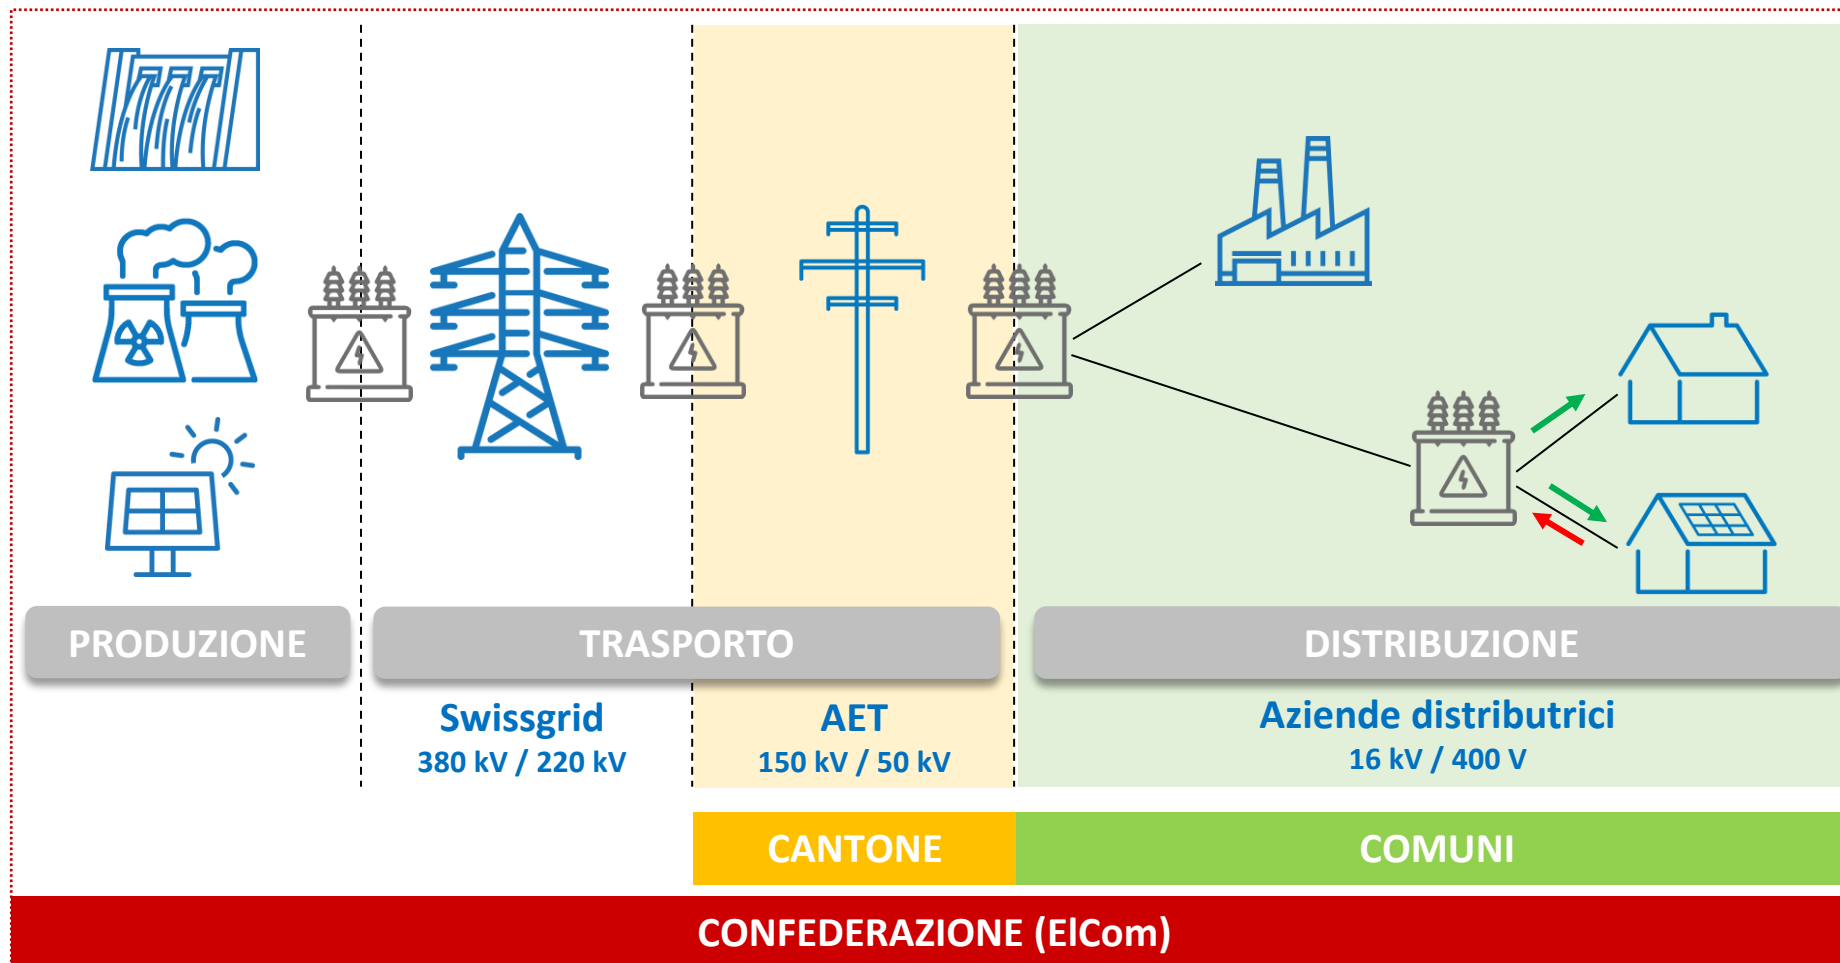 PRODUZIONE
TRASPORTO
DISTRIBUZIONE
Swissgrid
380 kV / 220 kV
AET
150 kV / 50 kV
Aziende distributrici
16 kV / 400 V
CANTONE
COMUNI
CONFEDERAZIONE (ElCom)